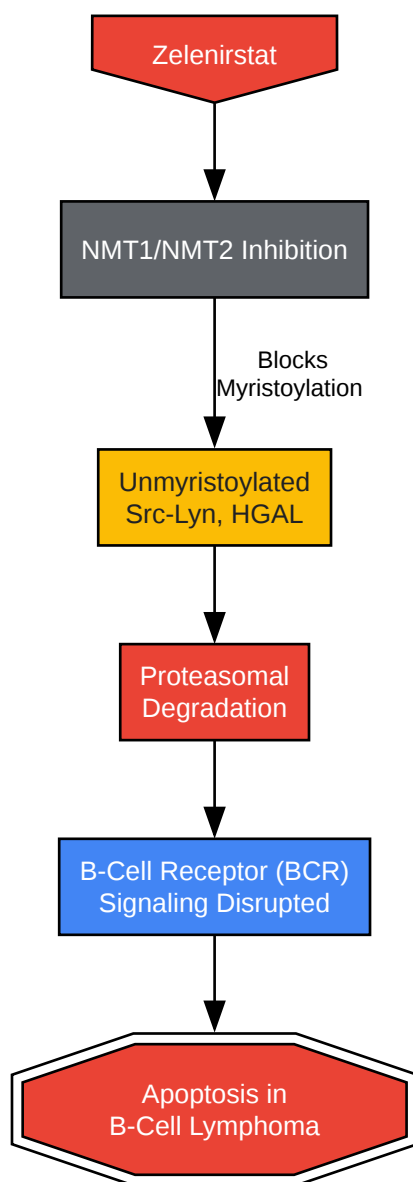 Zelenirstat
NMT1/NMT2 Inhibition
Blocks
Myristoylation
Unmyristoylated
Src-Lyn, HGAL
Proteasomal
Degradation
B-Cell Receptor (BCR)
Signaling Disrupted
Apoptosis in
B-Cell Lymphoma